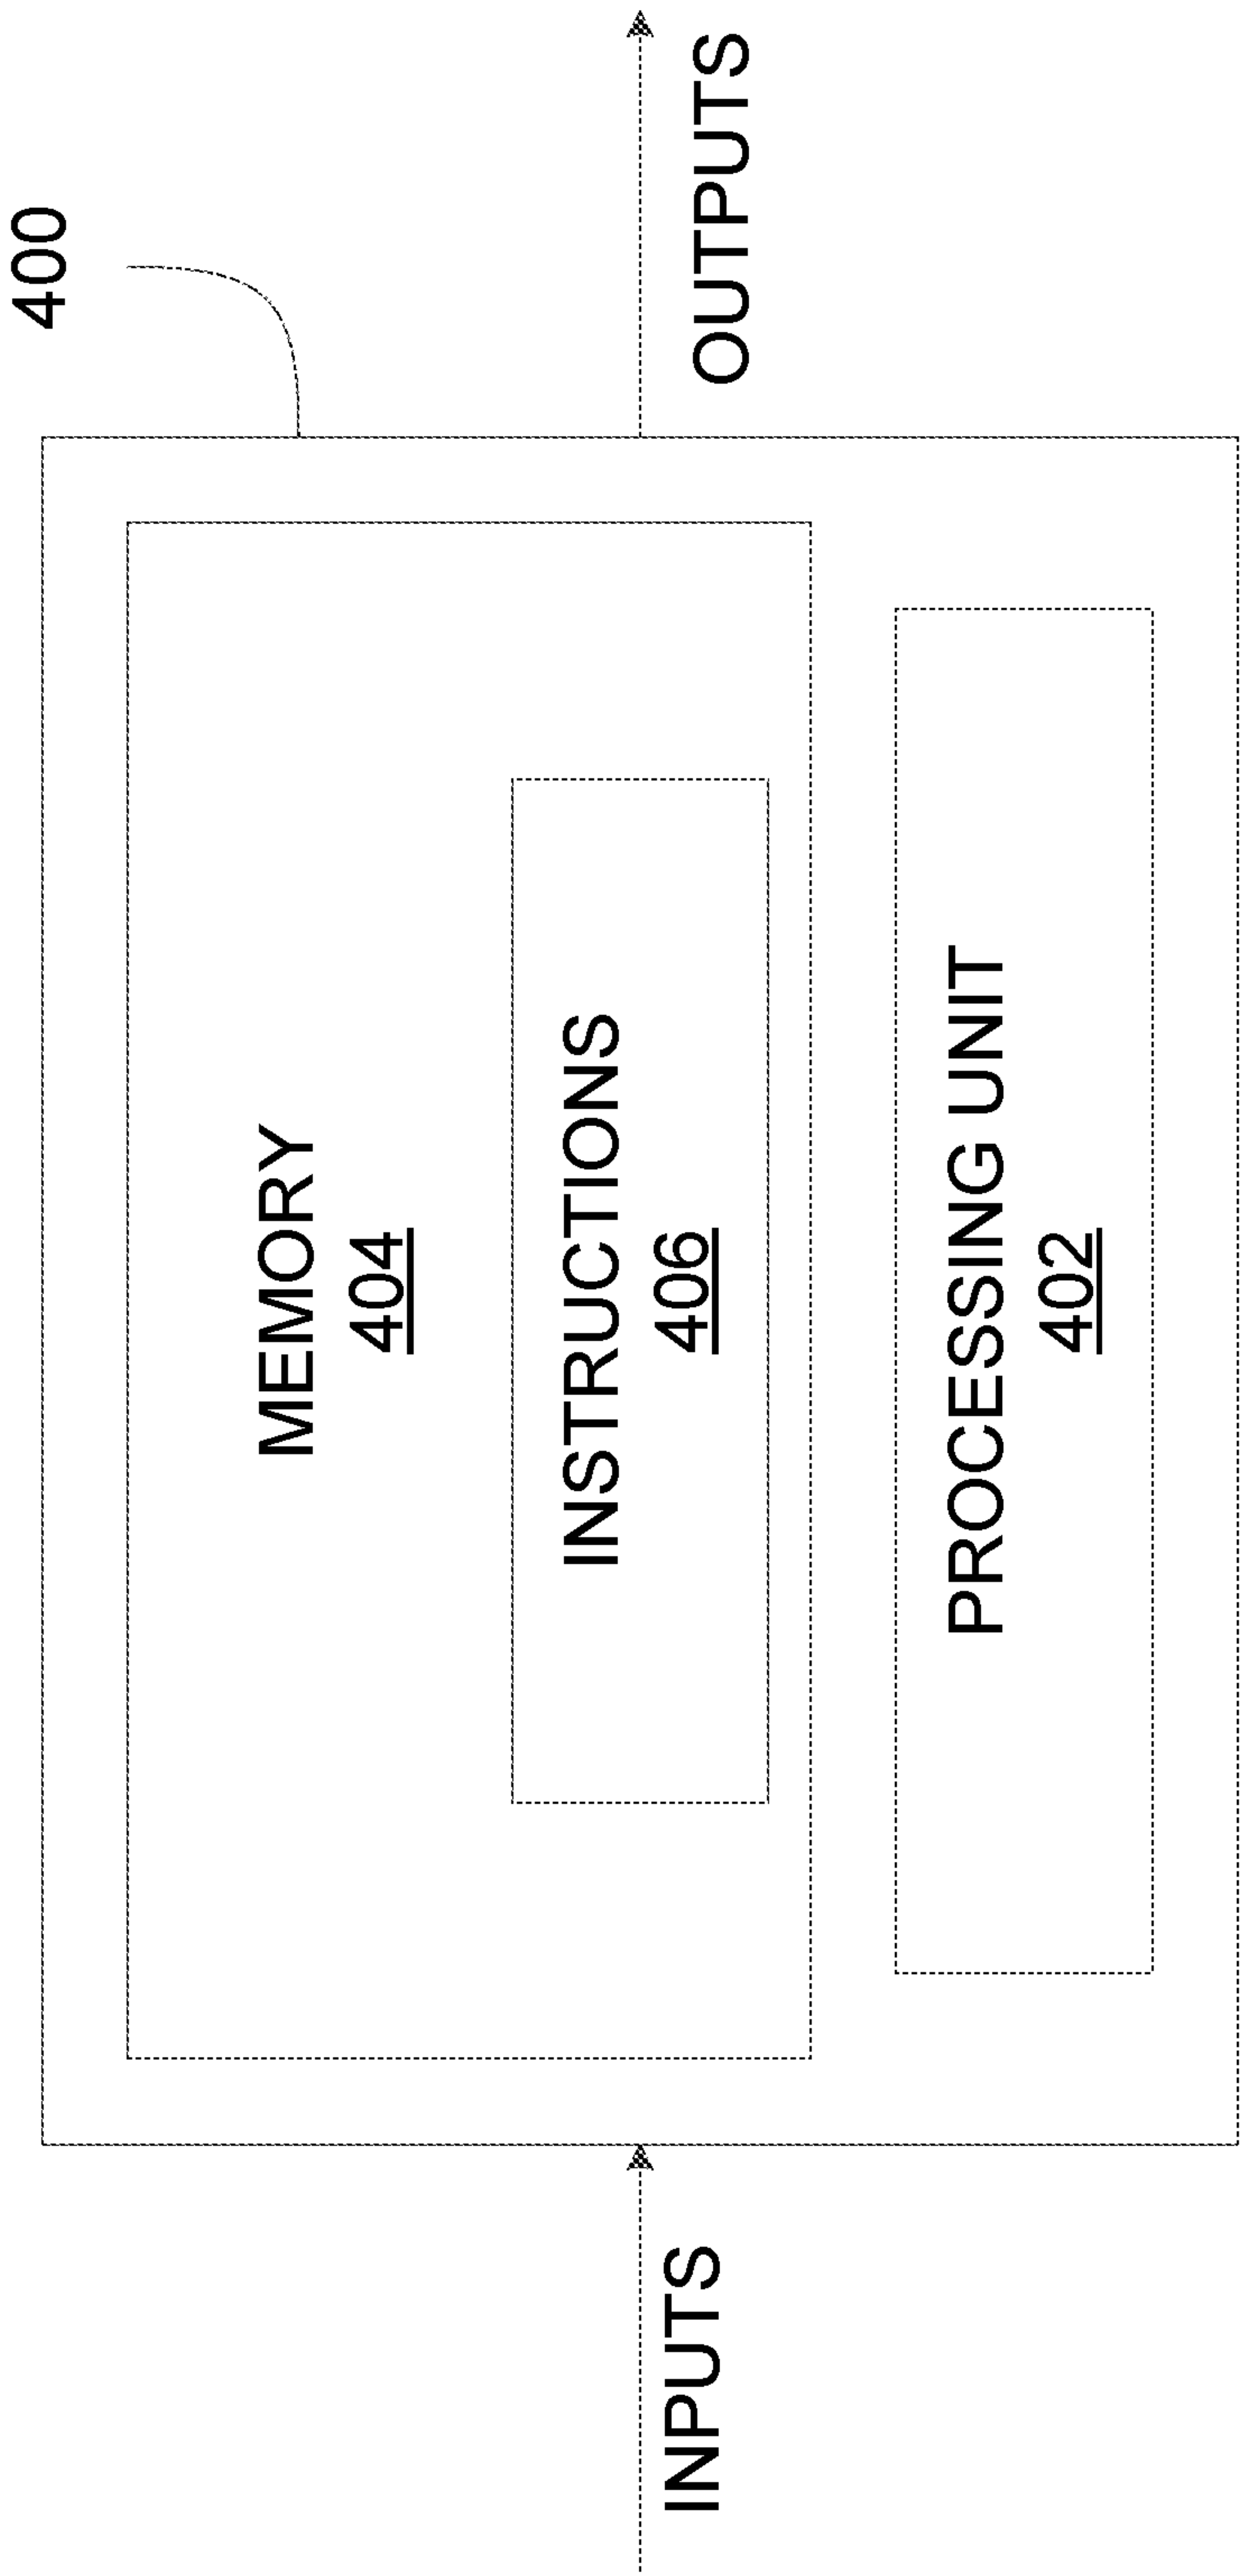 400
MEMORY
404
INSTRUCTIONS
406
PROCESSING UNIT
402
INPUTS
OUTPUTS